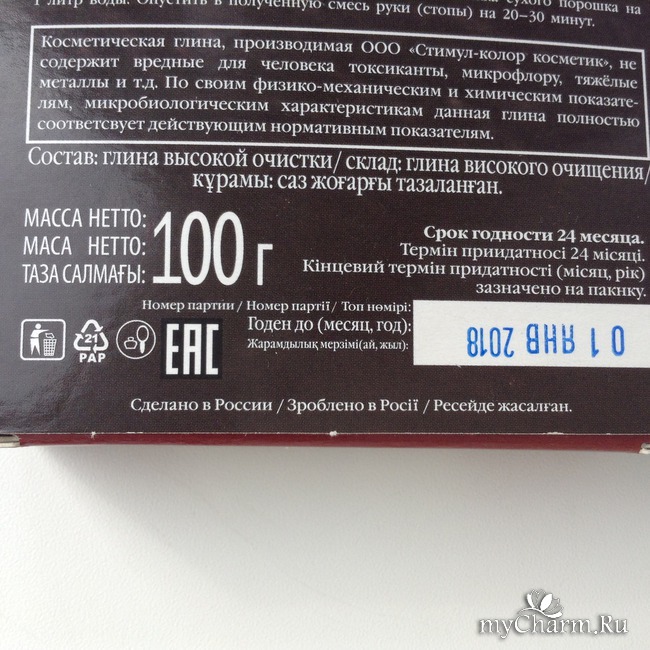 1 литр воды. Опустить в полученную смесь руки (стопы) на 20–30 минут.
Косметическая глина, производимая ООО «Стимул-колор косметик», не
содержит вредные для человека токсиканты, микрофлору, тяжёлые
металлы и т.д. По своим физико-механическим и химическим показате-
лям, микробиологическим характеристикам данная глина полностью
соответсвует действующим нормативным показателям.
Состав: глина высокой очистки/ склад: глина високого очищення/
құрамы: саз жоғарғы тазаланған.
МАССА НЕТТО:
МАСА НЕТТО:
ТАЗА САЛМАҒЫ:
100 г
Срок годности 24 месяца.
Термін приидатносі 24 місяці.
Кінцевий термін придатності (місяц, рік)
зазначено на пакнку.
Номер партии / Номер партії / Топ нөмірі:
Годен до (месяц, год):
Жарамдылық мерзімі(ай, жыл):
0 1 ЯНВ 2018
21
PAP
EAC
Сделано в России / Зроблено в Росії / Ресейде жасалған.
myCharm.Ru